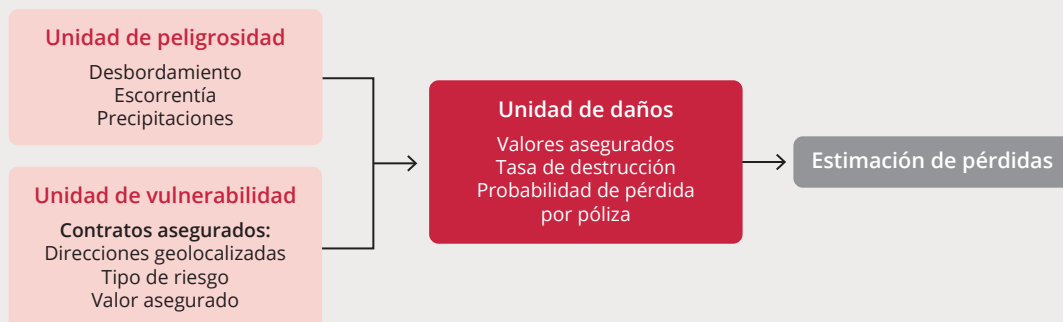 Unidad de peligrosidad
Desbordamiento
Escorrentía
Precipitaciones
Unidad de vulnerabilidad
Contratos asegurados:
Direcciones geolocalizadas
Tipo de riesgo
Valor asegurado
Unidad de daños
Valores asegurados
Tasa de destrucción
Probabilidad de pérdida
por póliza
Estimación de pérdidas